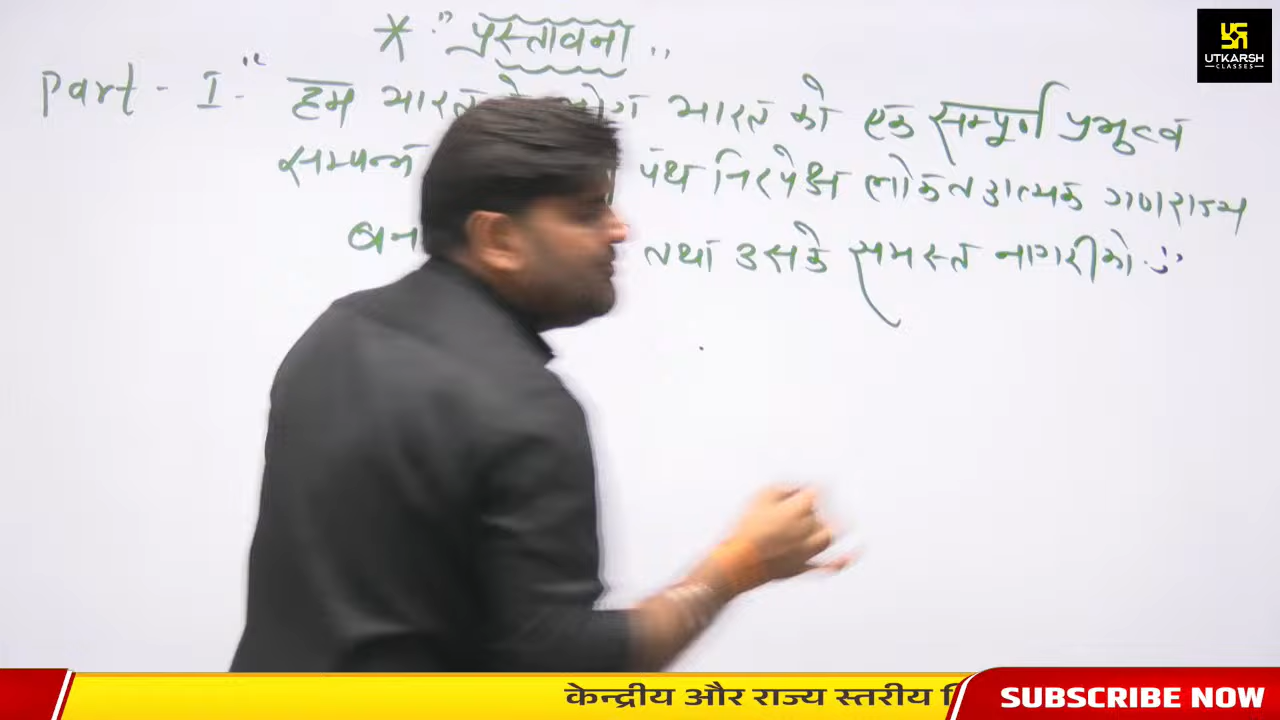 * " प्रस्तावना "
Part - I - " हम भारत के लोग भारत को एक सम्पूर्ण प्रभुत्व
सम्पन्न पंथ निरपेक्ष लोकतंत्रात्मक गणराज्य
बन तथा उसके समस्त नागरीको :"
UTKARSH
CLASSES
केन्द्रीय और राज्य स्तरीय
SUBSCRIBE NOW